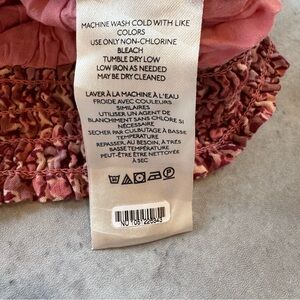 MACHINE WASH COLD WITH LIKE
COLORS
USE ONLY NON-CHLORINE
BLEACH
TUMBLE DRY LOW
LOW IRON AS NEEDED
MAY BE DRY CLEANED
LAVER À LA MACHINE À L'EAU
FROIDE AVEC COULEURS
SIMILAIRES
UTILISER UN AGENT DE
BLANCHIMENT SANS CHLORE SI
NÉCESSAIRE
SÉCHER PAR CULBUTAGE À BASSE
TEMPÉRATURE
REPASSER, AU BESOIN, À TRÈS
BASSE TEMPÉRATURE
PEUT-ÊTRE ÊTRE NETTOYÉE
À SEC